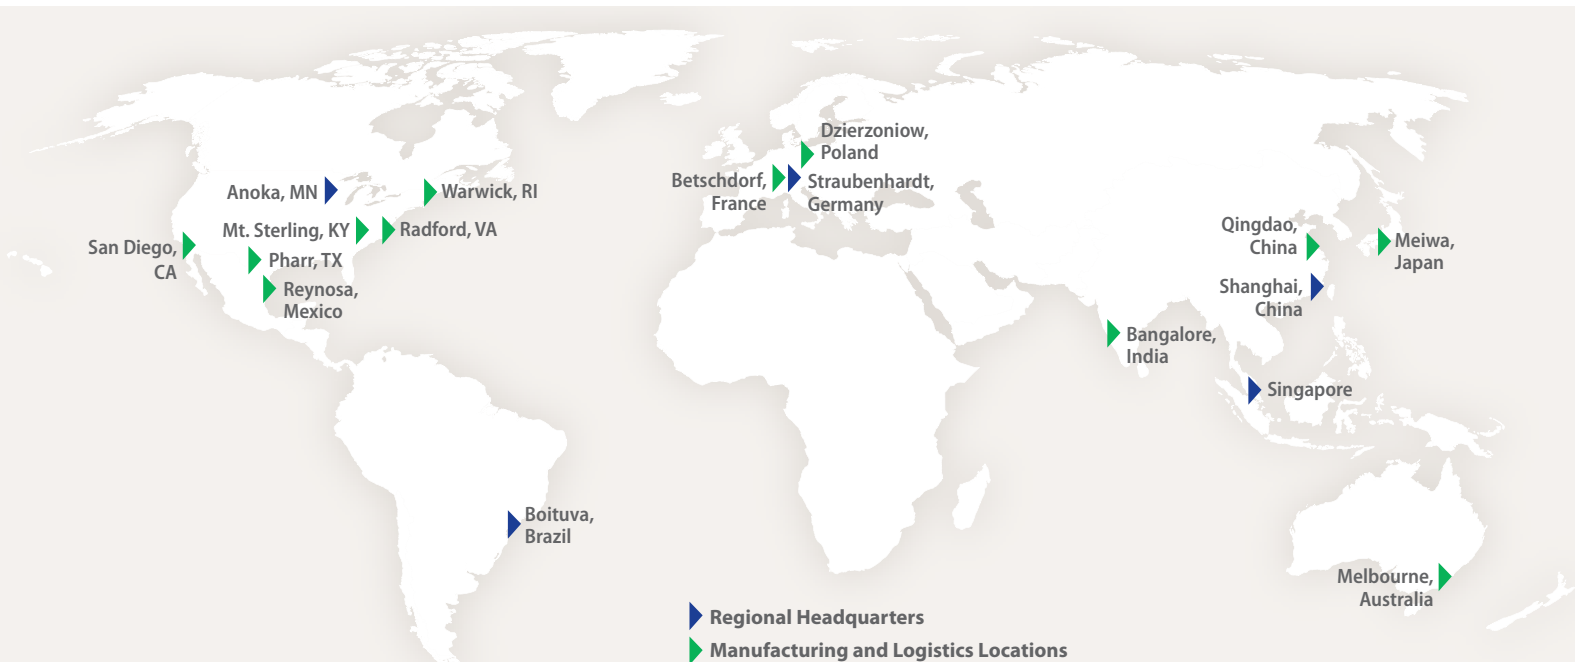 Anoka, MN
Warwick, RI
Mt. Sterling, KY
Radford, VA
San Diego,
CA
Pharr, TX
Reynosa,
Mexico
Boituva,
Brazil
Dzierzoniow,
Poland
Betschdorf,
France
Straubenhardt,
Germany
Qingdao,
China
Meiwa,
Japan
Shanghai,
China
Bangalore,
India
Singapore
Melbourne,
Australia
Regional Headquarters
Manufacturing and Logistics Locations